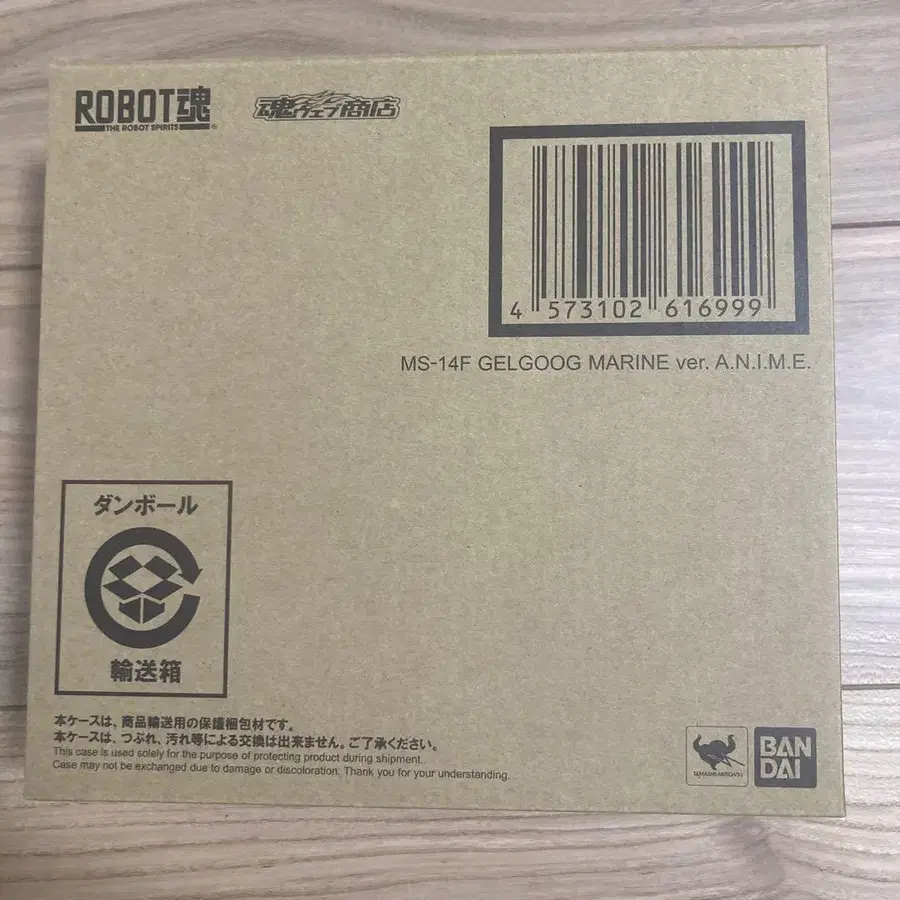 ROBOT魂
THE ROBOT SPIRITS®
魂ウェブ商店
4 573102 616999
MS-14F GELGOOG MARINE ver. A.N.I.M.E.
ダンボール
輸送箱
本ケースは、商品輸送用の保護梱包材です。
本ケースは、つぶれ、汚れ等による交換は出来ません。ご了承ください。
This case is used solely for the purpose of protecting product during shipment.
Case may not be exchanged due to damage or discoloration. Thank you for your understanding.
TAMASHII NATIONS
BAN
DAI